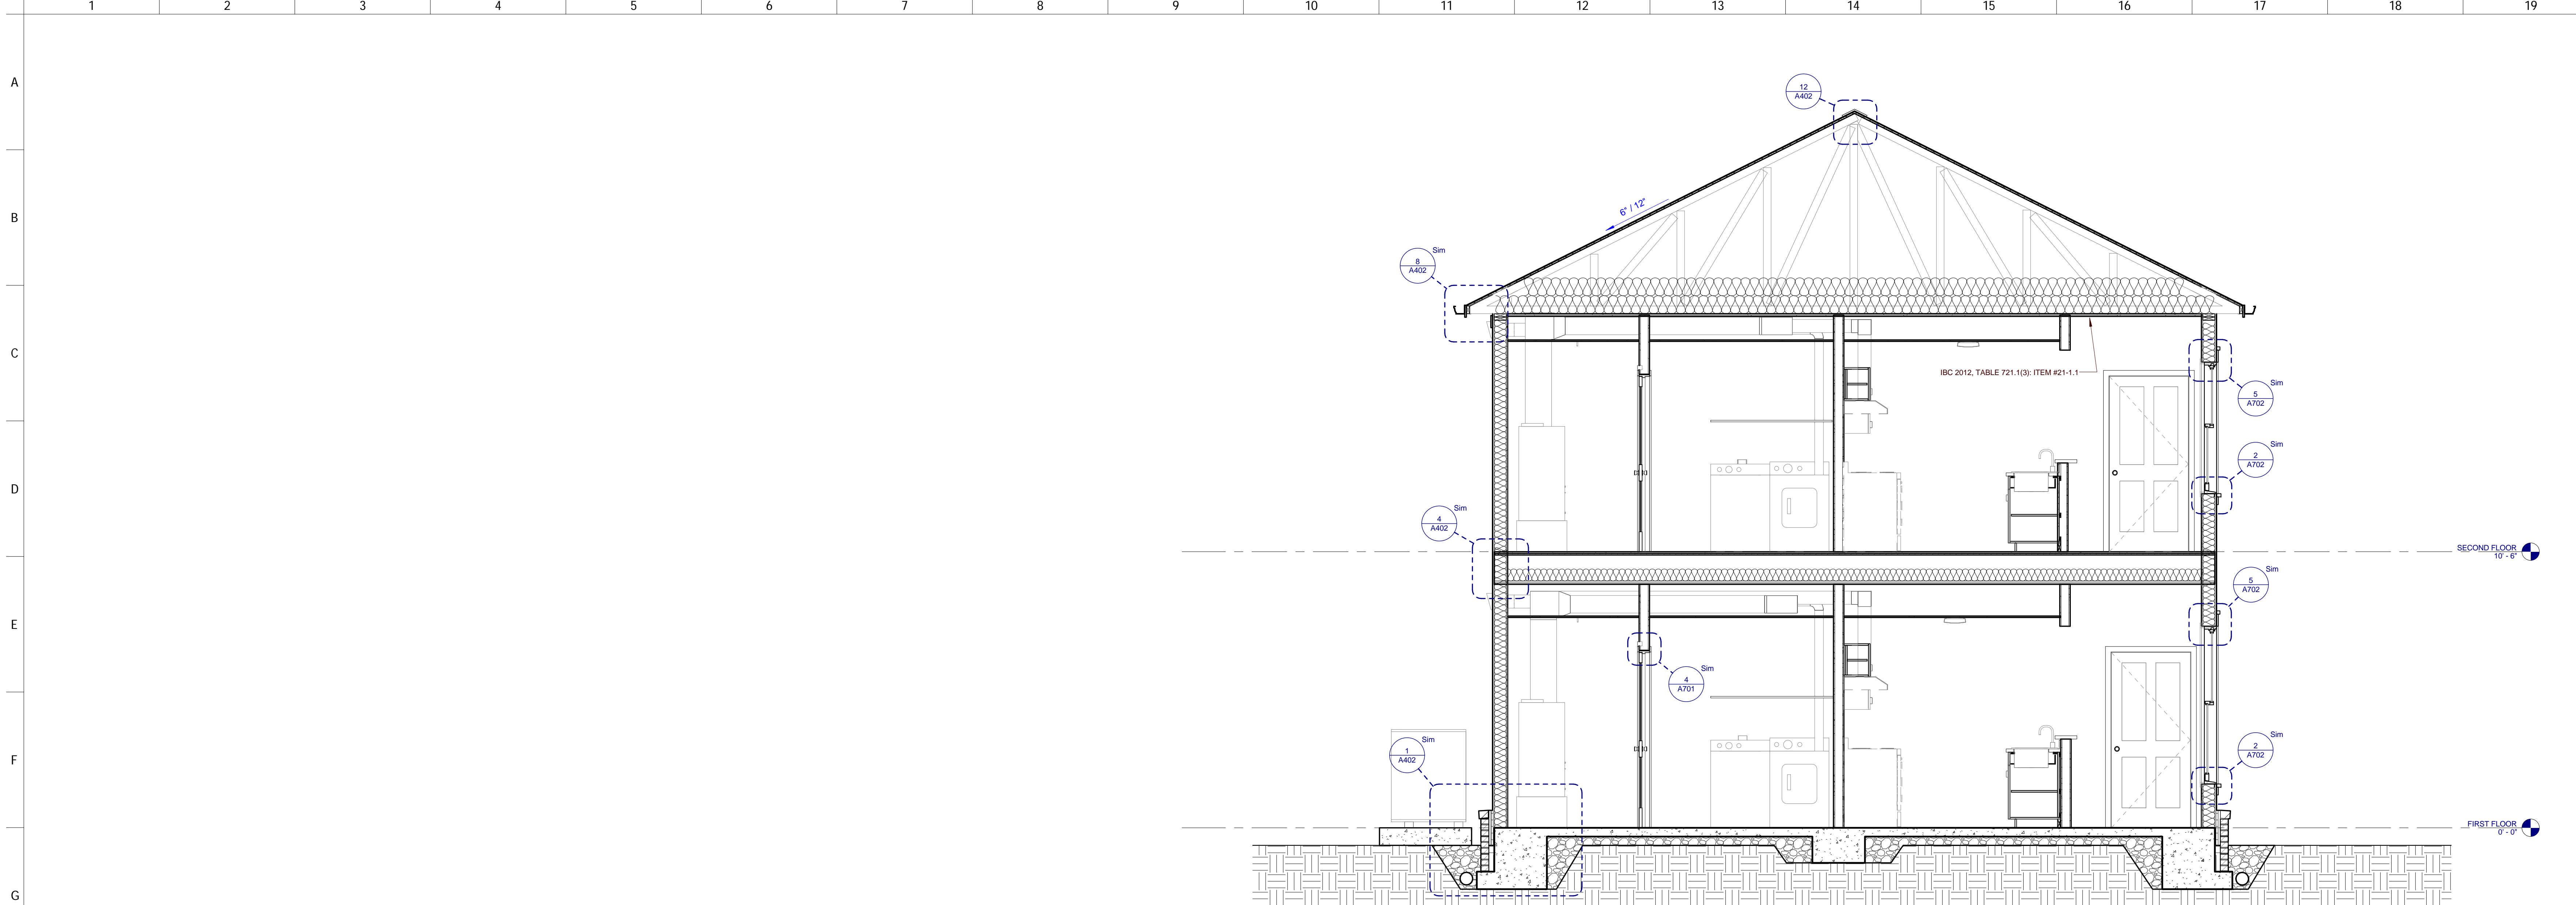 1 2 3 4 5 6 7 8 9 10 11 12 13 14 15 16 17 18 19
A
12
A402
B
6" / 12"
Sim
8
A402
C
IBC 2012, TABLE 721.1(3): ITEM #21-1.1
Sim
5
A702
Sim
2
A702
D
Sim
4
A402
SECOND FLOOR
10' - 6"
Sim
5
A702
E
Sim
4
A701
Sim
2
A702
F
Sim
1
A402
FIRST FLOOR
0' - 0"
G